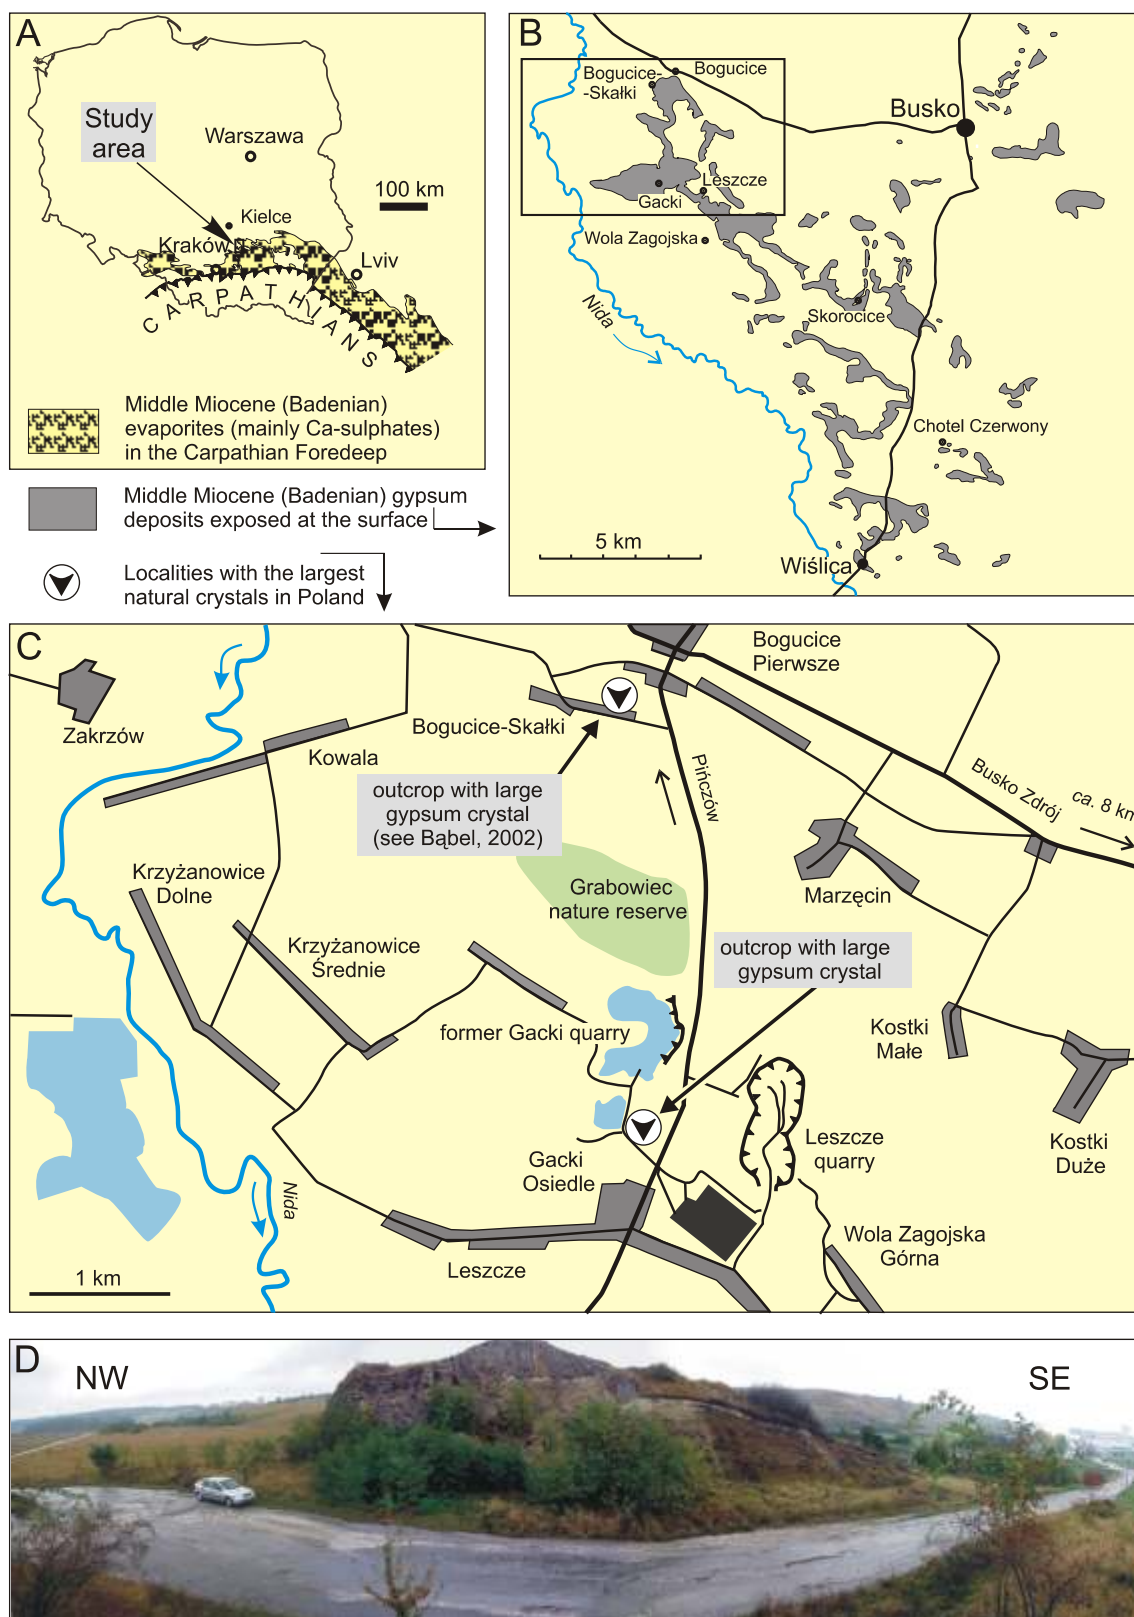 A
Study
area
Warszawa
100 km
Kielce
Kraków
Lviv
CARPATHIANS
Middle Miocene (Badenian)
evaporites (mainly Ca-sulphates)
in the Carpathian Foredeep
Middle Miocene (Badenian) gypsum
deposits exposed at the surface
Localities with the largest
natural crystals in Poland
B
Bogucice-
-Skałki
Bogucice
Busko
Leszcze
Gacki
Wola Zagojska
Nida
Skorocice
Chotel Czerwony
5 km
Wiślica
C
Bogucice
Pierwsze
Zakrzów
Bogucice-Skałki
Kowala
Pińczów
Busko Zdrój
ca. 8 km
outcrop with large
gypsum crystal
(see Bąbel, 2002)
Krzyżanowice
Dolne
Grabowiec
nature reserve
Marzęcin
Krzyżanowice
Średnie
outcrop with large
gypsum crystal
former Gacki quarry
Kostki
Małe
Leszcze
quarry
Kostki
Duże
Gacki
Osiedle
Nida
Wola Zagojska
Górna
Leszcze
1 km
D
NW
SE